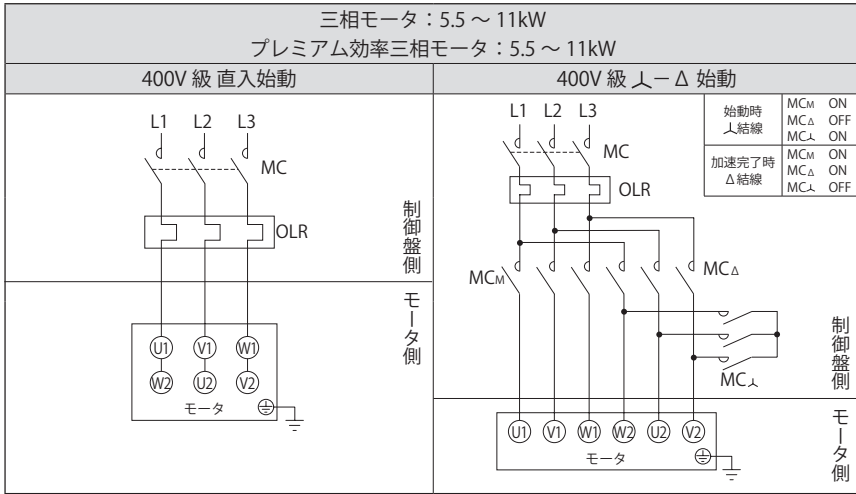 三相モータ：5.5 ～ 11kW
プレミアム効率三相モータ：5.5 ～ 11kW
400V 級 直入始動
L1 L2 L3
MC
OLR
制御盤側
モータ側
U1 V1 W1
W2 U2 V2
モータ
400V 級 人－Δ 始動
L1 L2 L3
MC
OLR
始動時
人結線
MCM ON
MCΔ OFF
MC人 ON
加速完了時
Δ結線
MCM ON
MCΔ ON
MC人 OFF
MCM
MCΔ
MC人
制御盤側
モータ側
U1 V1 W1 W2 U2 V2
モータ